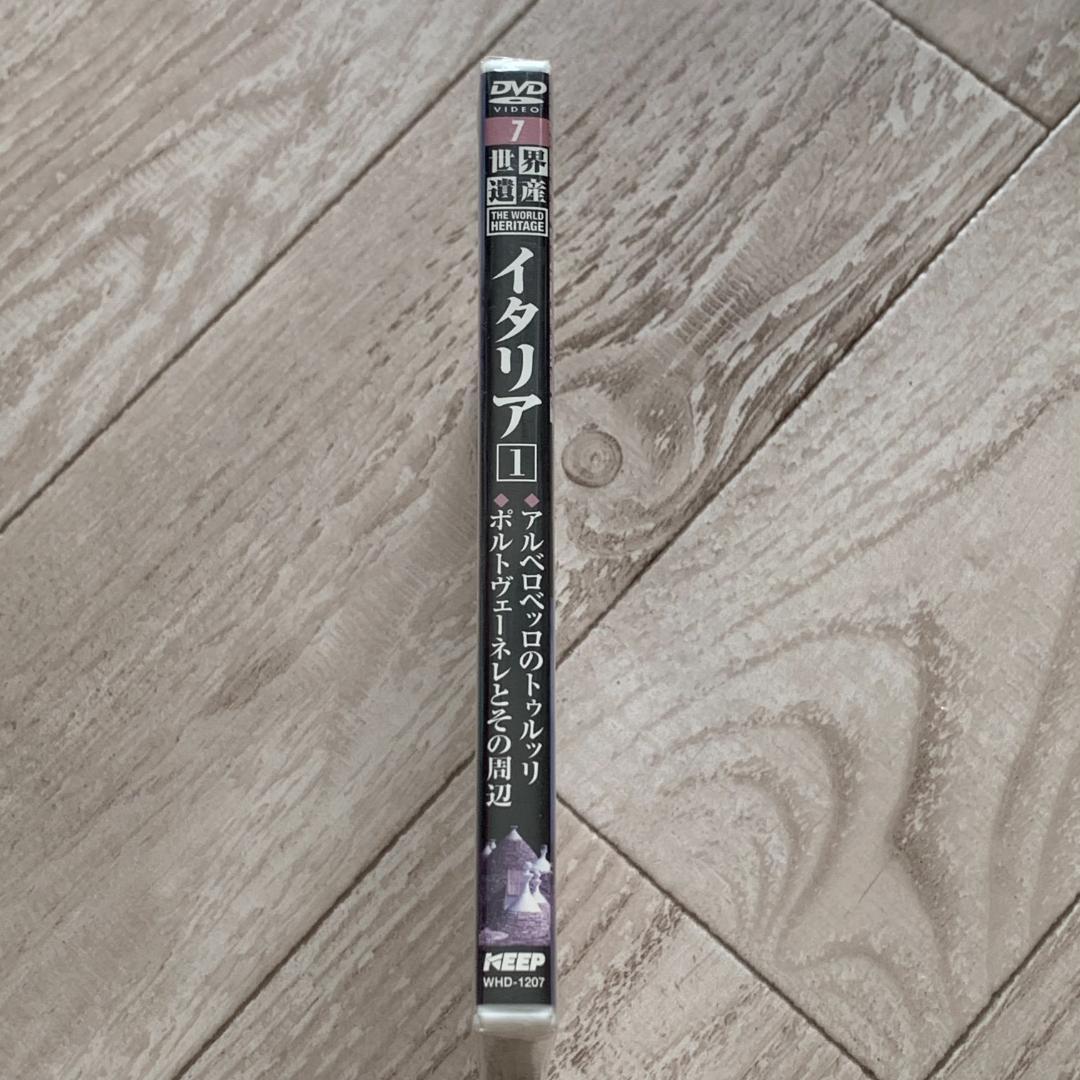 DVD
VIDEO
7
世界
遺産
THE WORLD
HERITAGE
イタリア1
◆アルベロベッロのトゥルッリ
◆ポルトヴェーネレとその周辺
KEEP
WHD-1207